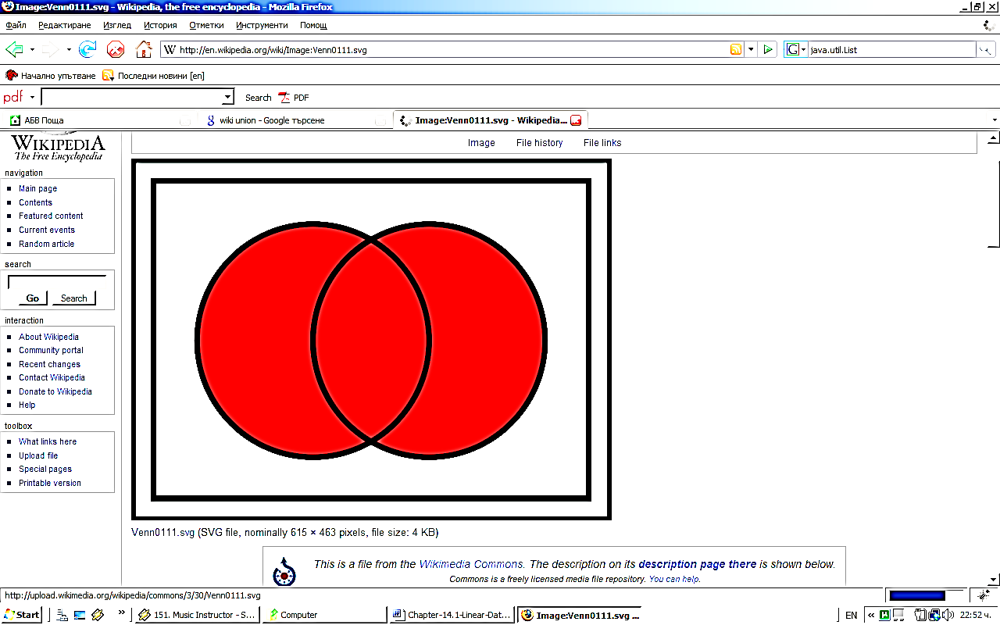 Image:Venn0111.svg - Wikipedia, the free encyclopedia - Mozilla Firefox
Файл Редактиране Изглед История Отметки Инструменти Помощ
W http://en.wikipedia.org/wiki/Image:Venn0111.svg G java.util.List
Начално упътване Последни новини [en]
pdf Search PDF
АБВ Поща wiki union - Google търсене Image:Venn0111.svg - Wikipedia...
WIKIPEDIA
The Free Encyclopedia
Image File history File links
navigation
Main page
Contents
Featured content
Current events
Random article
search
Go Search
interaction
About Wikipedia
Community portal
Recent changes
Contact Wikipedia
Donate to Wikipedia
Help
toolbox
What links here
Upload file
Special pages
Printable version
Venn0111.svg (SVG file, nominally 615 × 463 pixels, file size: 4 KB)
This is a file from the Wikimedia Commons. The description on its description page there is shown below.
Commons is a freely licensed media file repository. You can help.
http://upload.wikimedia.org/wikipedia/commons/3/30/Venn0111.svg
Start » 151. Music Instructor - S... Computer Chapter-14.1-Linear-Dat... Image:Venn0111.svg ... EN « 22:52 ч.